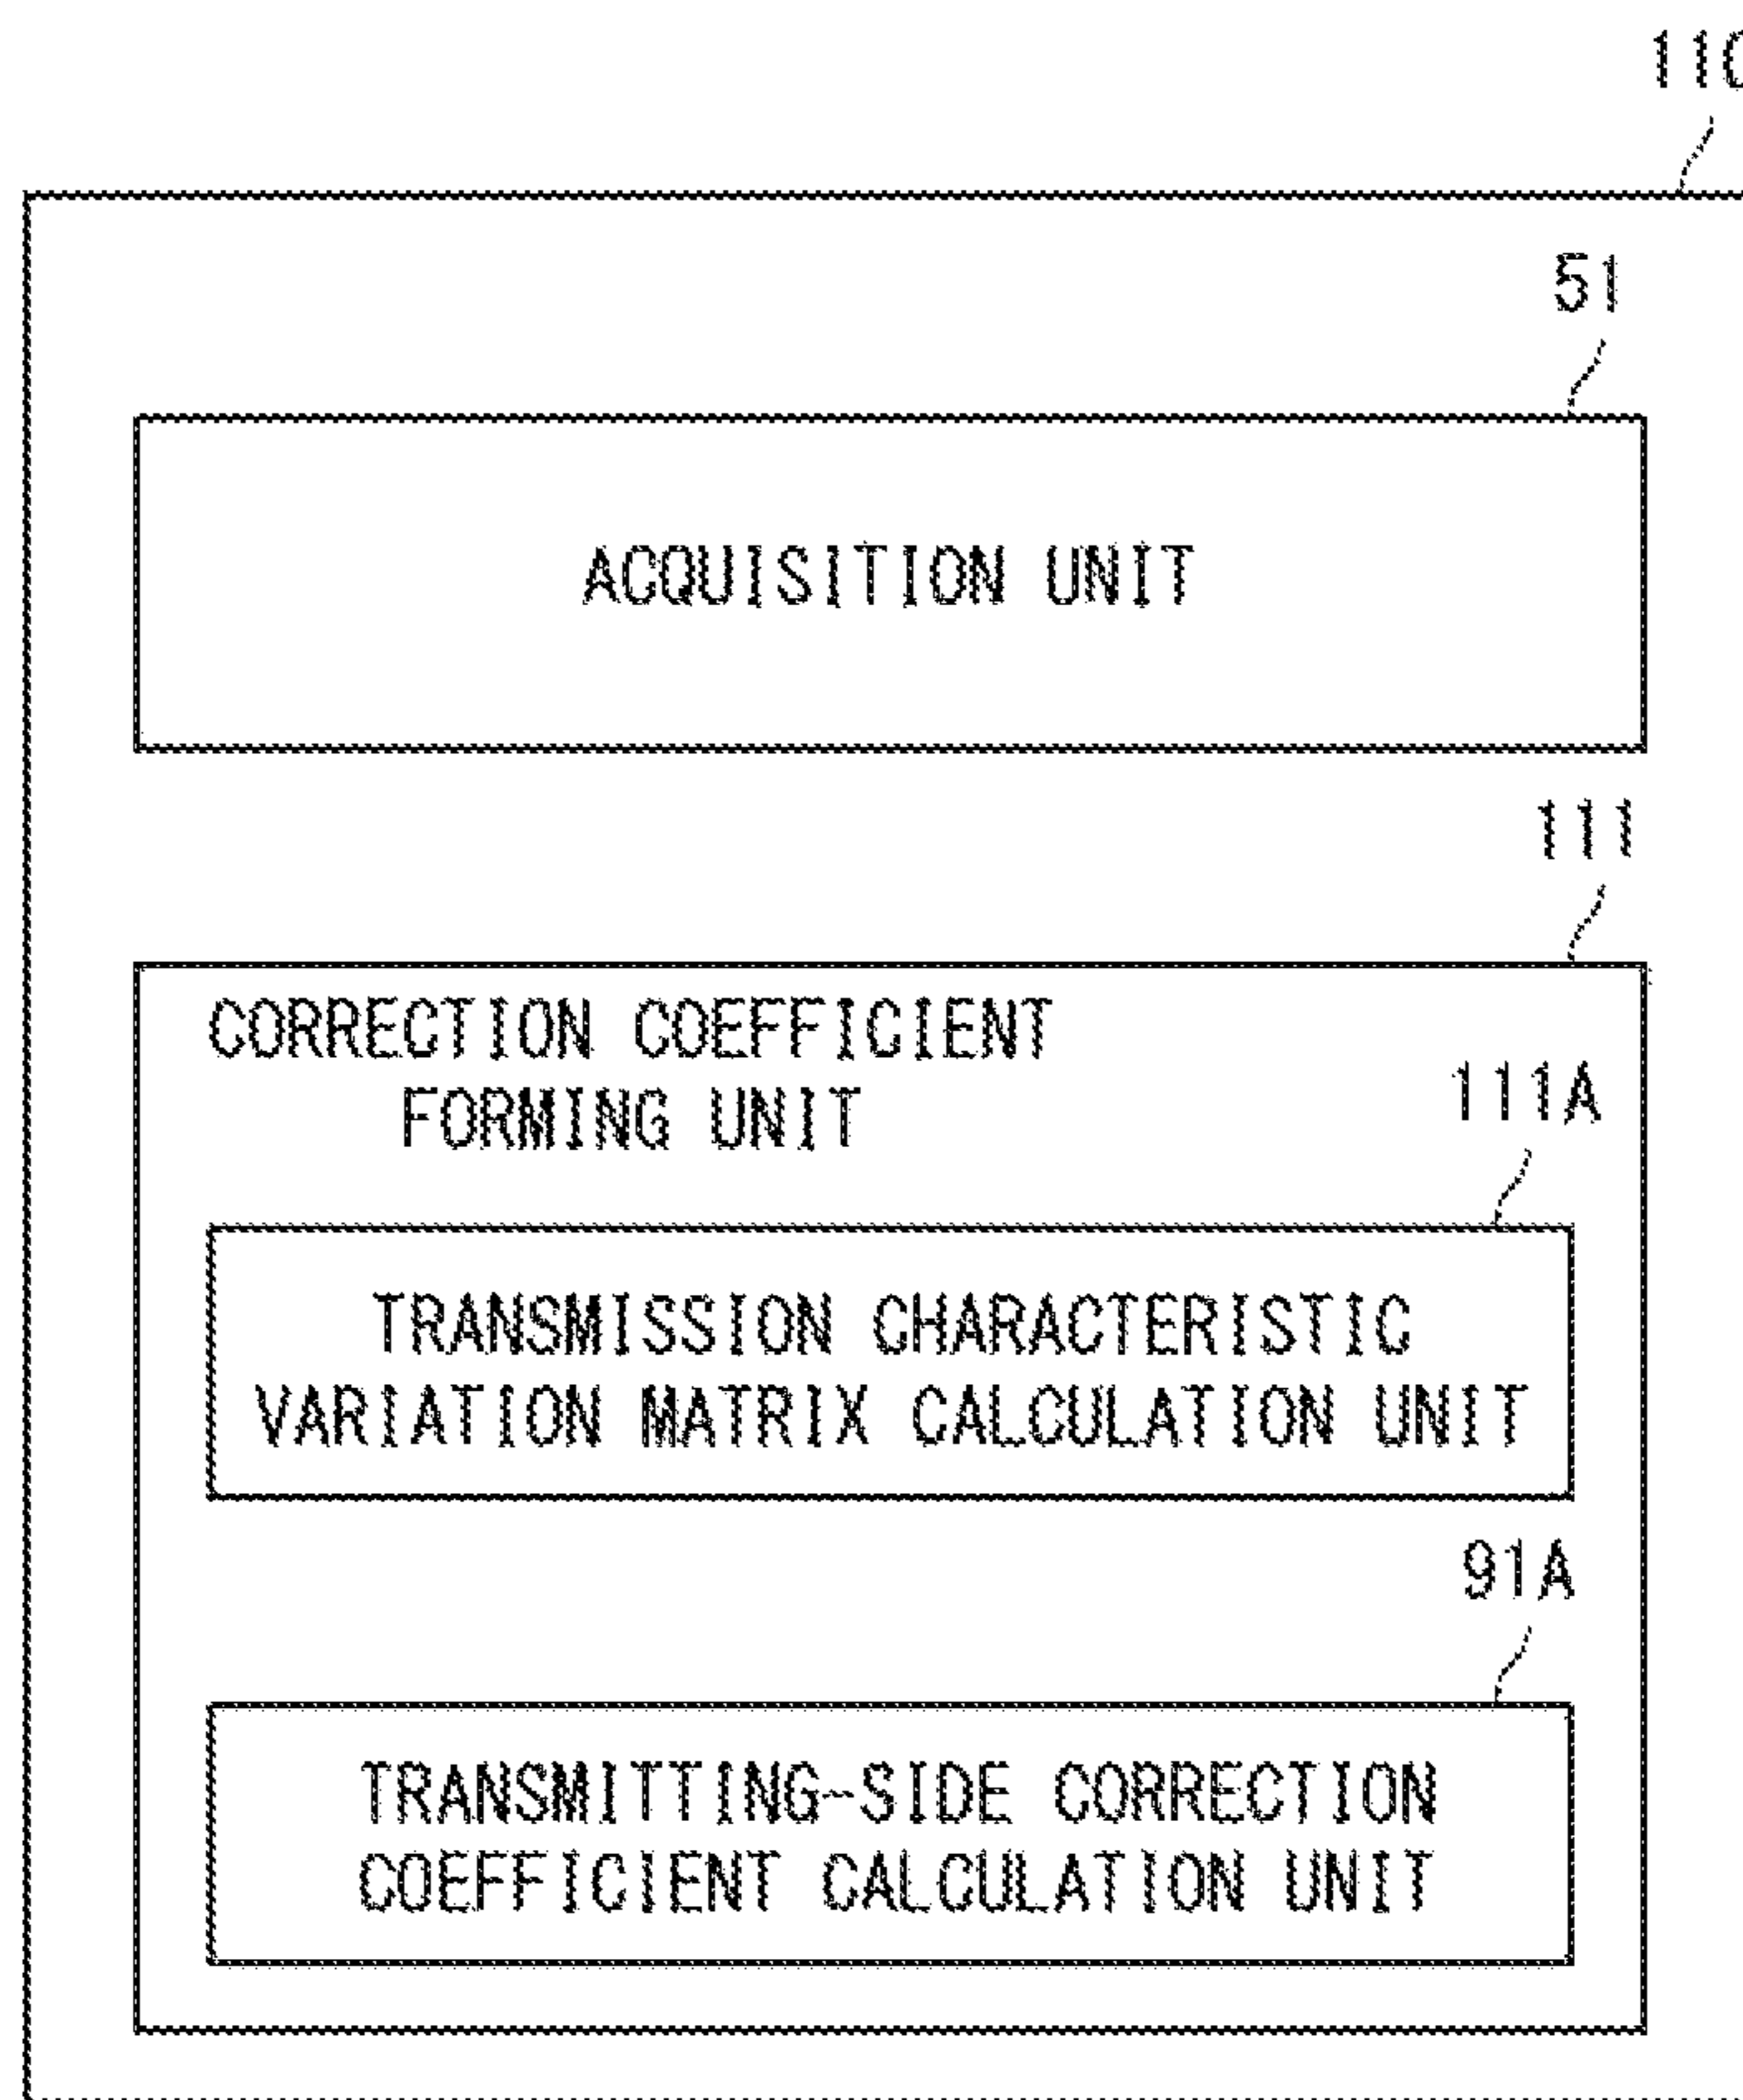 110
51
ACQUISITION UNIT
111
CORRECTION COEFFICIENT
FORMING UNIT
111A
TRANSMISSION CHARACTERISTIC
VARIATION MATRIX CALCULATION UNIT
91A
TRANSMITTING-SIDE CORRECTION
COEFFICIENT CALCULATION UNIT